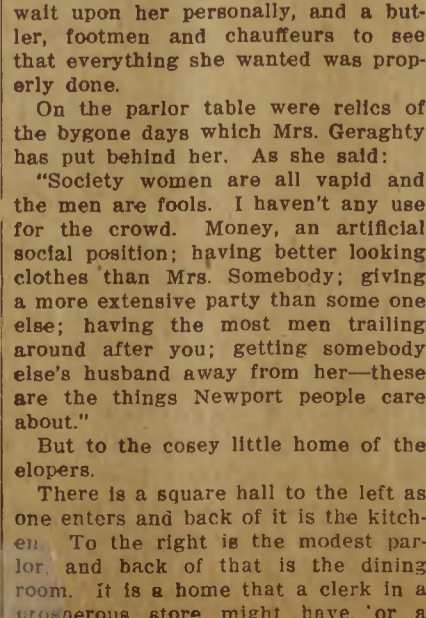 wait upon her personally, and a but-
ler, footmen and chauffeurs to see
that everything she wanted was prop-
erly done.
On the parlor table were relics of
the bygone days which Mrs. Geraghty
has put behind her. As she said:
"Society women are all vapid and
the men are fools. I haven't any use
for the crowd. Money, an artificial
social position; having better looking
clothes than Mrs. Somebody; giving
a more extensive party than some one
else; having the most men trailing
around after you; getting somebody
else's husband away from her—these
are the things Newport people care
about."
But to the cosey little home of the
elopers.
There is a square hall to the left as
one enters and back of it is the kitch-
en. To the right is the modest par-
lor, and back of that is the dining
room. It is a home that a clerk in a
prosperous store might have or a